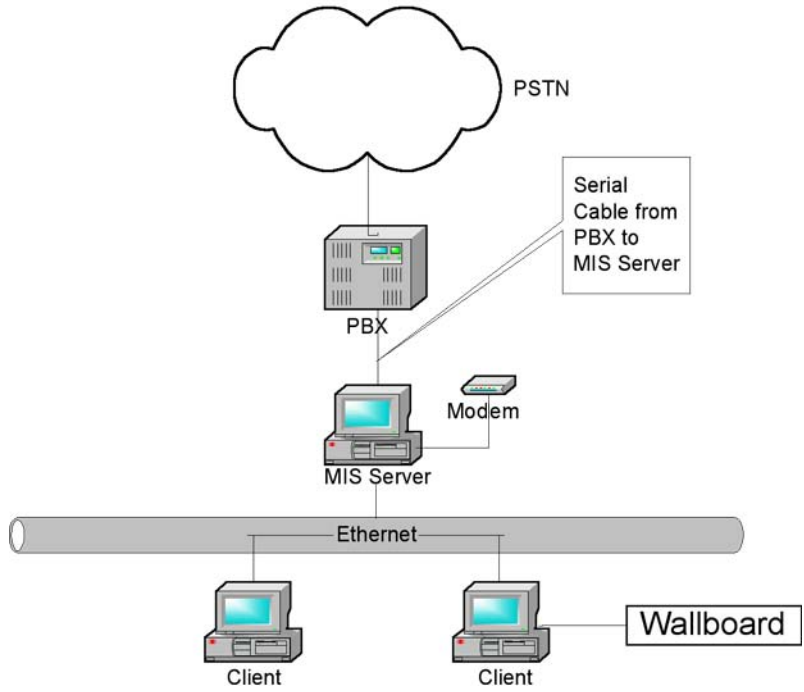 PSTN
Serial
Cable from
PBX to
MIS Server
PBX
Modem
MIS Server
Ethernet
Client
Client
Wallboard